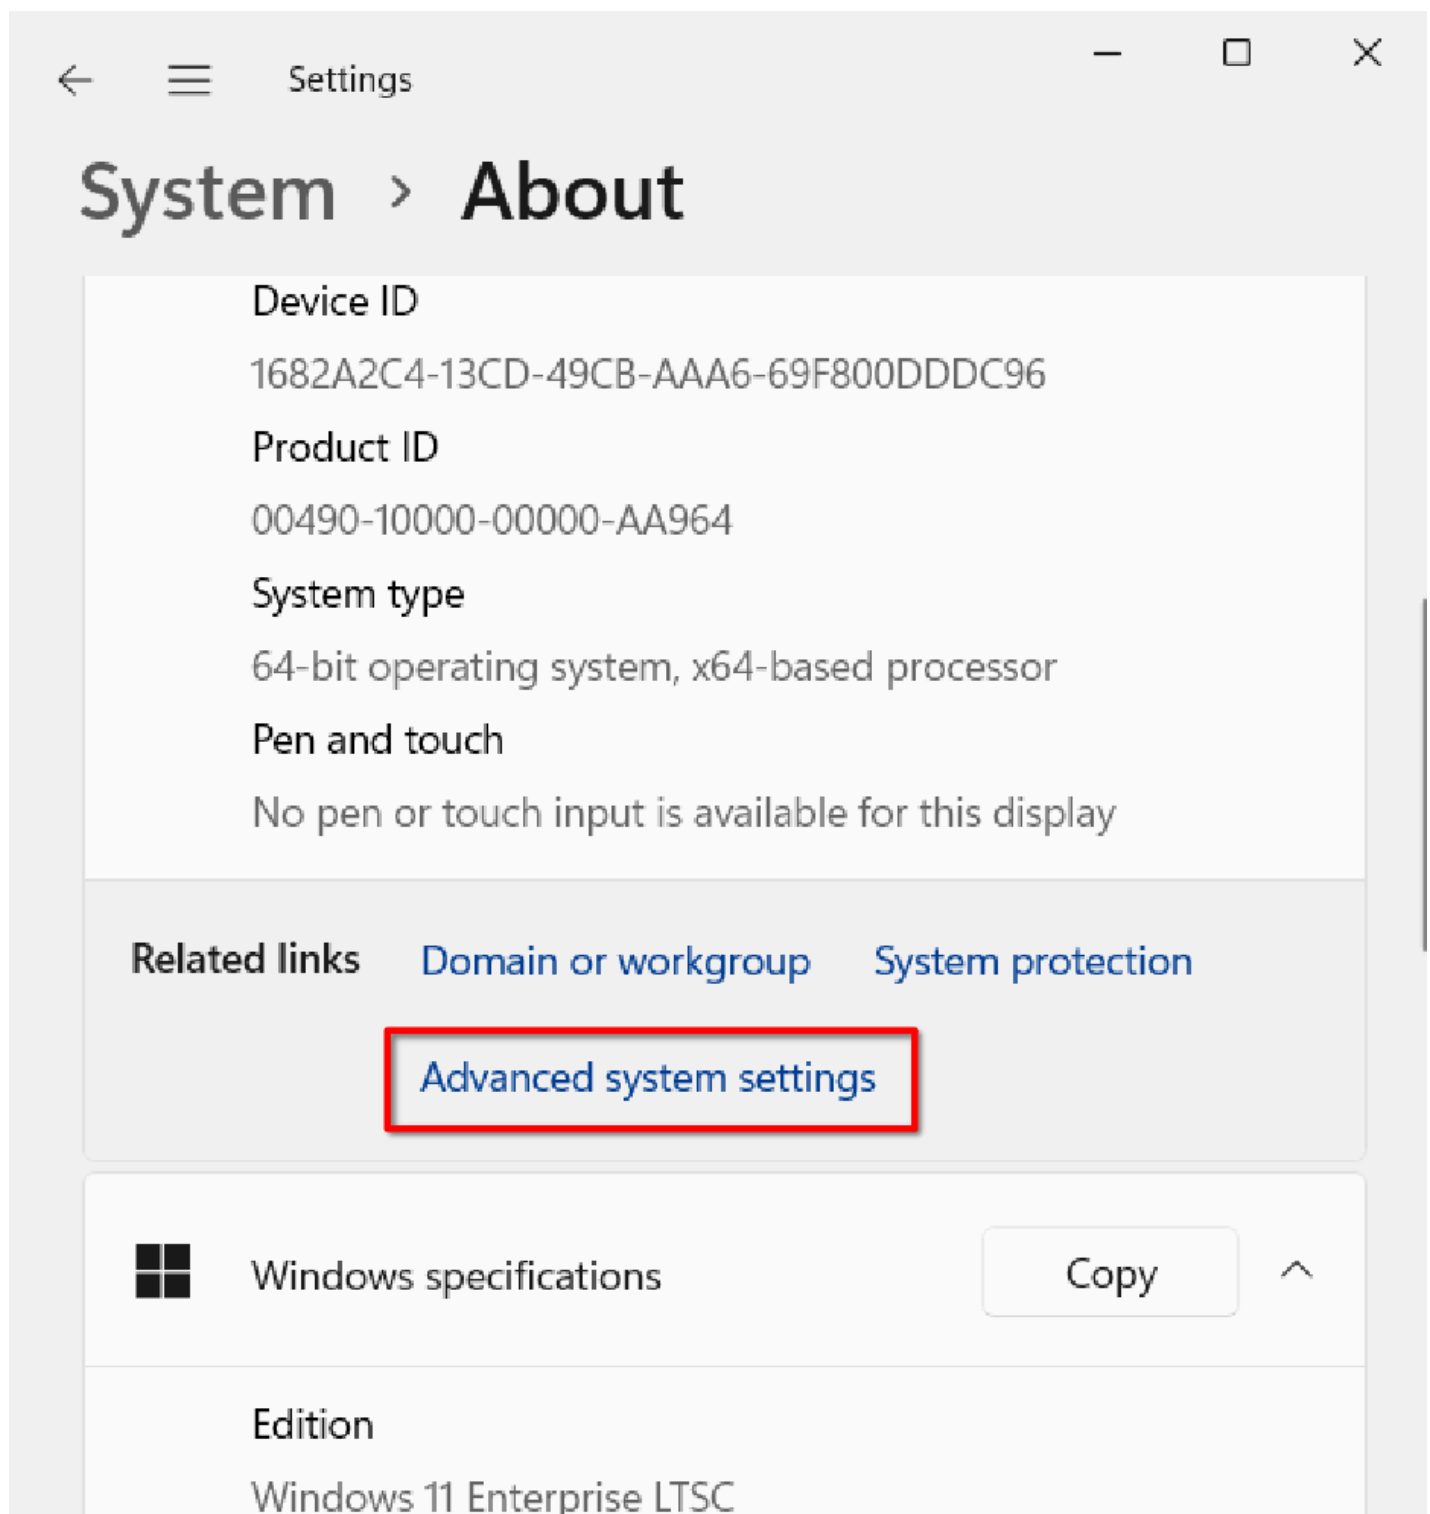 Settings
System > About
Device ID
1682A2C4-13CD-49CB-AAA6-69F800DDDC96
Product ID
00490-10000-00000-AA964
System type
64-bit operating system, x64-based processor
Pen and touch
No pen or touch input is available for this display
Related links Domain or workgroup System protection
Advanced system settings
Windows specifications Copy
Edition
Windows 11 Enterprise LTSC